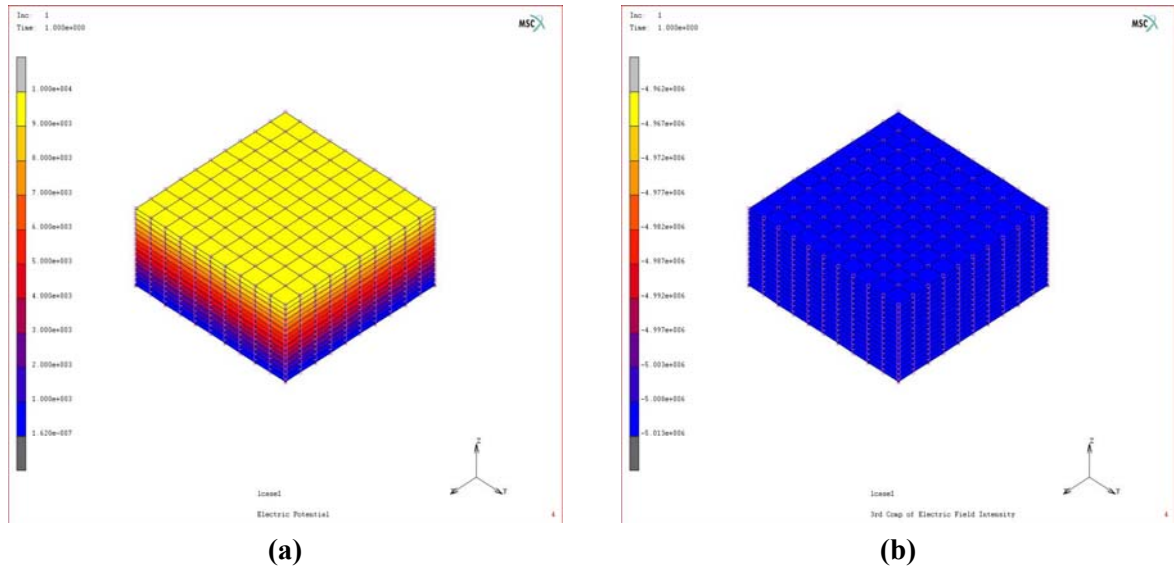 Inc: 1
Time: 1.000e+000
MSC
1.000e+004
9.000e+003
8.000e+003
7.000e+003
6.000e+003
5.000e+003
4.000e+003
3.000e+003
2.000e+003
1.000e+003
1.620e-007
Z
Y
lcase1
Electric Potential
4
(a)
Inc: 1
Time: 1.000e+000
MSC
-4.962e+006
-4.967e+006
-4.972e+006
-4.977e+006
-4.982e+006
-4.987e+006
-4.992e+006
-4.997e+006
-5.003e+006
-5.008e+006
-5.013e+006
Z
Y
lcase1
3rd Comp of Electric Field Intensity
4
(b)